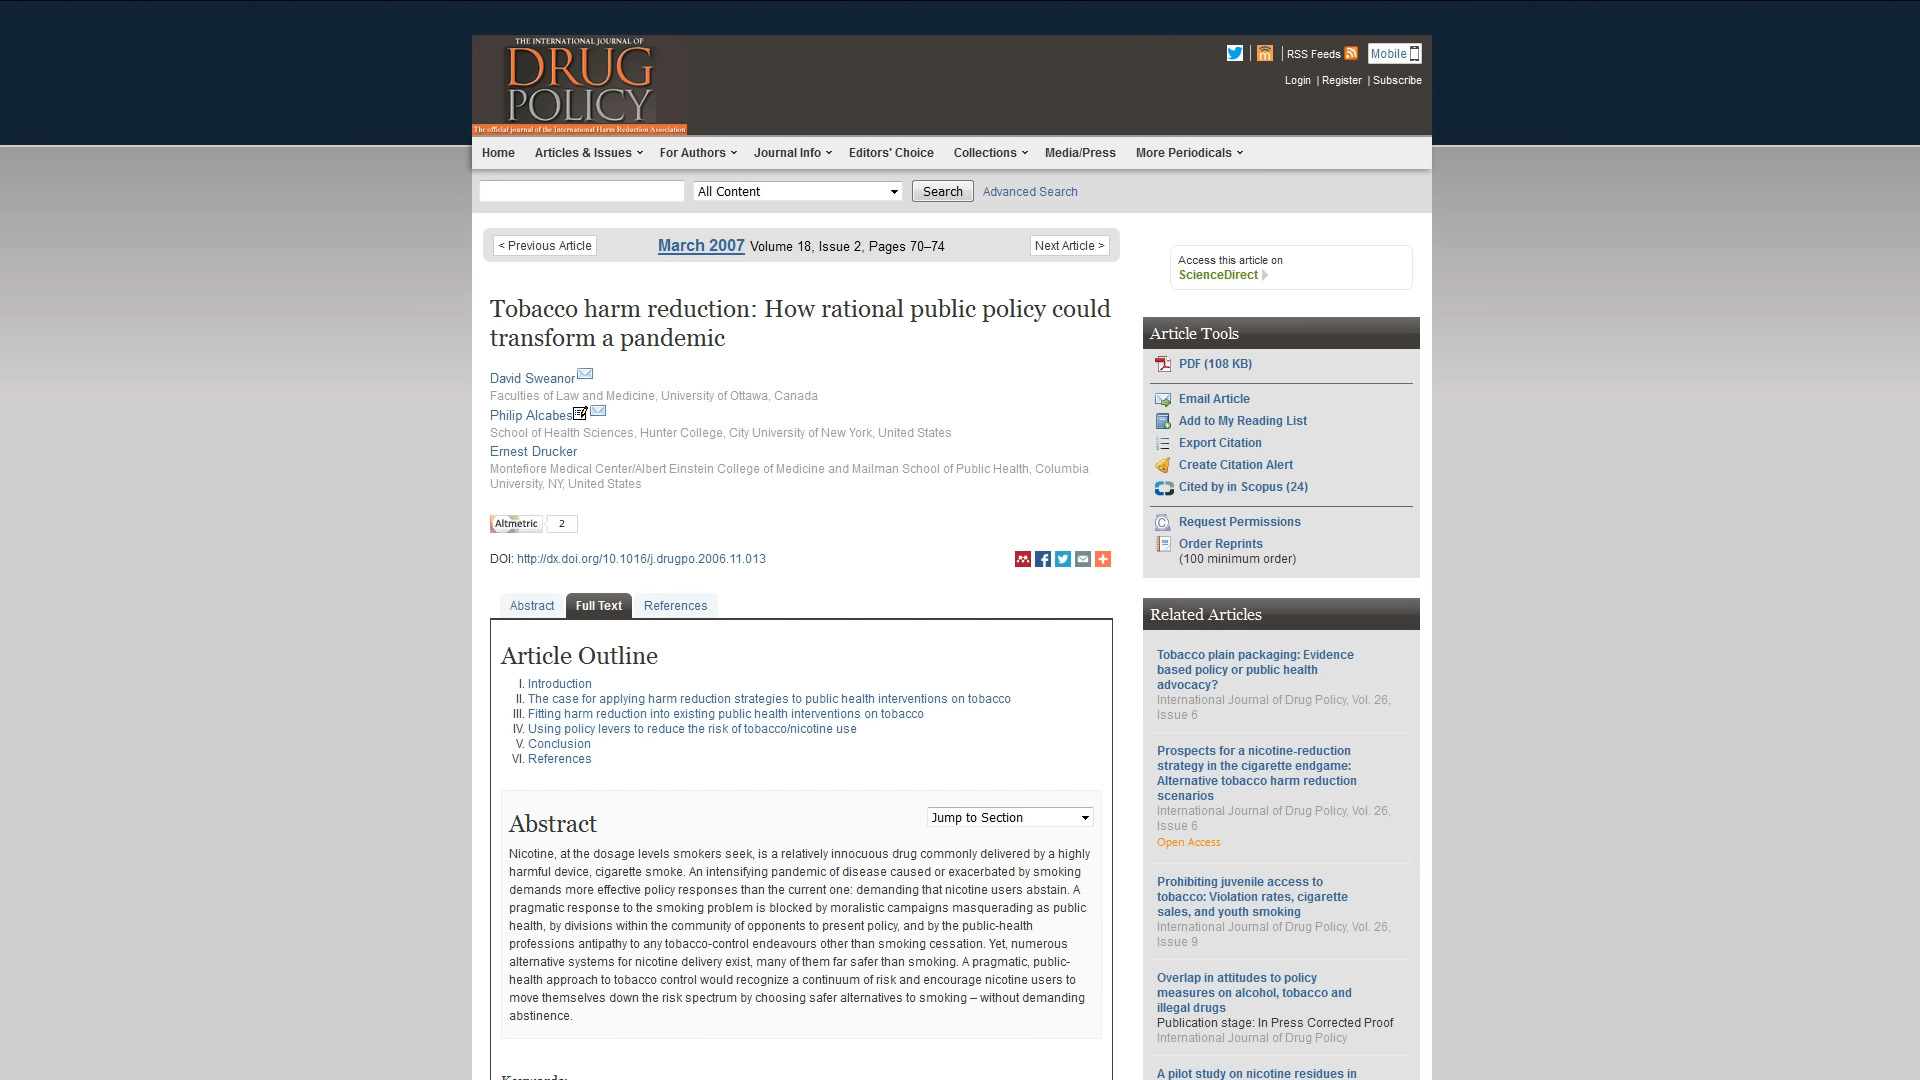 THE INTERNATIONAL JOURNAL OF
DRUG
POLICY
The official journal of the International Harm Reduction Association
RSS Feeds
Mobile
Login | Register | Subscribe
Home Articles & Issues For Authors Journal Info Editors' Choice Collections Media/Press More Periodicals
All Content Search Advanced Search
< Previous Article March 2007 Volume 18, Issue 2, Pages 70–74 Next Article >
Tobacco harm reduction: How rational public policy could
transform a pandemic
David Sweanor
Faculties of Law and Medicine, University of Ottawa, Canada
Philip Alcabes
School of Health Sciences, Hunter College, City University of New York, United States
Ernest Drucker
Montefiore Medical Center/Albert Einstein College of Medicine and Mailman School of Public Health, Columbia
University, NY, United States
Altmetric 2
DOI: http://dx.doi.org/10.1016/j.drugpo.2006.11.013
Abstract Full Text References
Article Outline
I. Introduction
II. The case for applying harm reduction strategies to public health interventions on tobacco
III. Fitting harm reduction into existing public health interventions on tobacco
IV. Using policy levers to reduce the risk of tobacco/nicotine use
V. Conclusion
VI. References
Abstract
Jump to Section
Nicotine, at the dosage levels smokers seek, is a relatively innocuous drug commonly delivered by a highly
harmful device, cigarette smoke. An intensifying pandemic of disease caused or exacerbated by smoking
demands more effective policy responses than the current one: demanding that nicotine users abstain. A
pragmatic response to the smoking problem is blocked by moralistic campaigns masquerading as public
health, by divisions within the community of opponents to present policy, and by the public-health
professions antipathy to any tobacco-control endeavours other than smoking cessation. Yet, numerous
alternative systems for nicotine delivery exist, many of them far safer than smoking. A pragmatic, public-
health approach to tobacco control would recognize a continuum of risk and encourage nicotine users to
move themselves down the risk spectrum by choosing safer alternatives to smoking – without demanding
abstinence.
Keywords:
Access this article on
ScienceDirect
Article Tools
PDF (108 KB)
Email Article
Add to My Reading List
Export Citation
Create Citation Alert
Cited by in Scopus (24)
Request Permissions
Order Reprints
(100 minimum order)
Related Articles
Tobacco plain packaging: Evidence
based policy or public health
advocacy?
International Journal of Drug Policy, Vol. 26,
Issue 6
Prospects for a nicotine-reduction
strategy in the cigarette endgame:
Alternative tobacco harm reduction
scenarios
International Journal of Drug Policy, Vol. 26,
Issue 6
Open Access
Prohibiting juvenile access to
tobacco: Violation rates, cigarette
sales, and youth smoking
International Journal of Drug Policy, Vol. 26,
Issue 9
Overlap in attitudes to policy
measures on alcohol, tobacco and
illegal drugs
Publication stage: In Press Corrected Proof
International Journal of Drug Policy
A pilot study on nicotine residues in